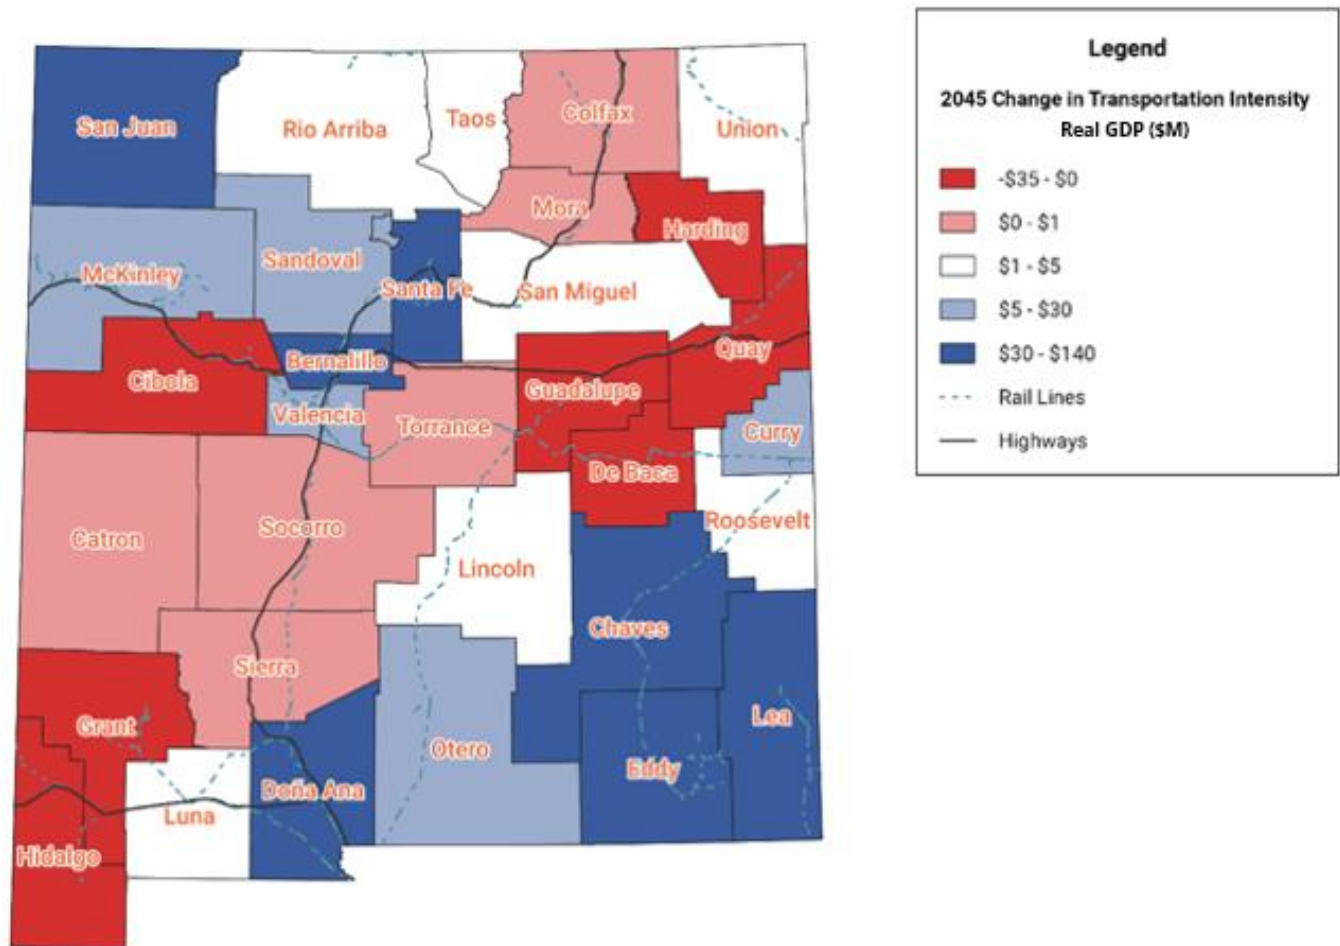 San Juan
Rio Arriba
Taos
Colfax
Union
Mora
Harding
McKinley
Sandoval
Santa Fe
San Miguel
Bernalillo
Cibola
Valencia
Torrance
Guadalupe
Quay
Curry
De Baca
Roosevelt
Catron
Socorro
Lincoln
Chaves
Sierra
Grant
Otero
Eddy
Lea
Luna
Doña Ana
Hidalgo
Legend
2045 Change in Transportation Intensity
Real GDP ($M)
-$35 - $0
$0 - $1
$1 - $5
$5 - $30
$30 - $140
Rail Lines
Highways